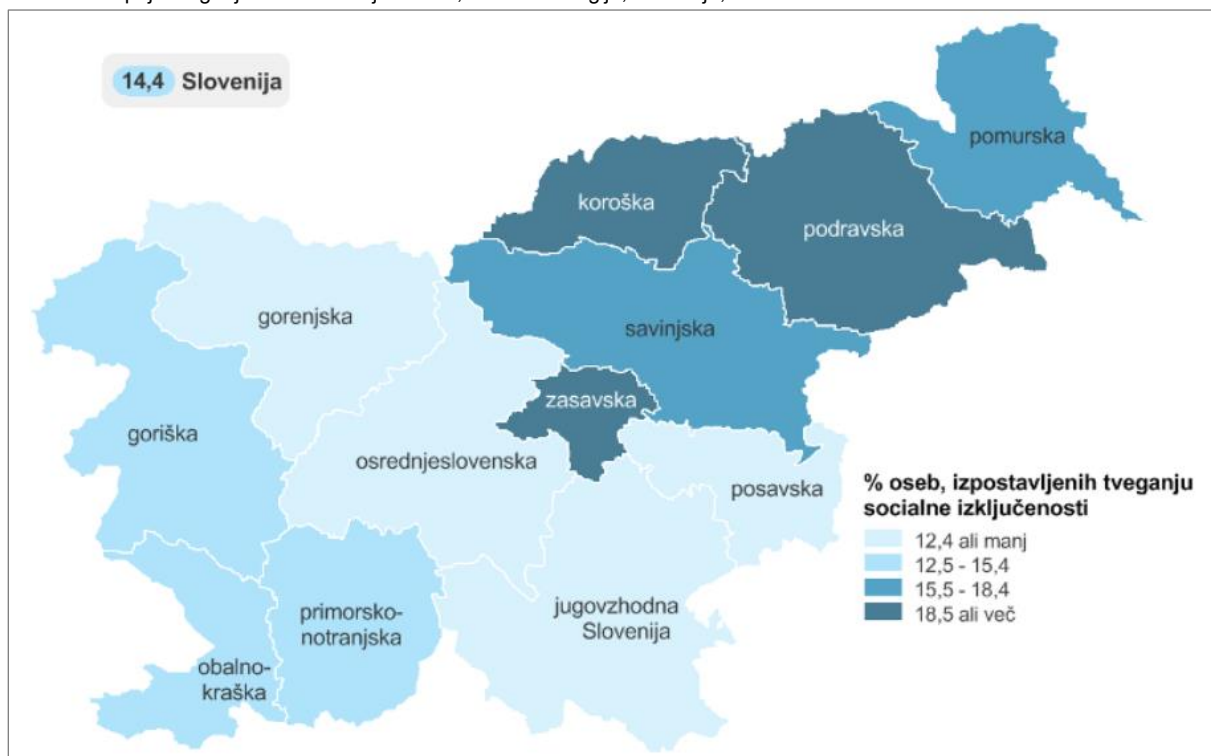 14,4 Slovenija
pomurska
koroška
podravska
gorenjska
savinjska
zasavska
goriška
osrednjeslovenska
posavska
% oseb, izpostavljenih tveganju
socialne izključenosti
12,4 ali manj
12,5 - 15,4
15,5 - 18,4
18,5 ali več
jugovzhodna
Slovenija
primorsko-
notranjska
obalno-
kraška